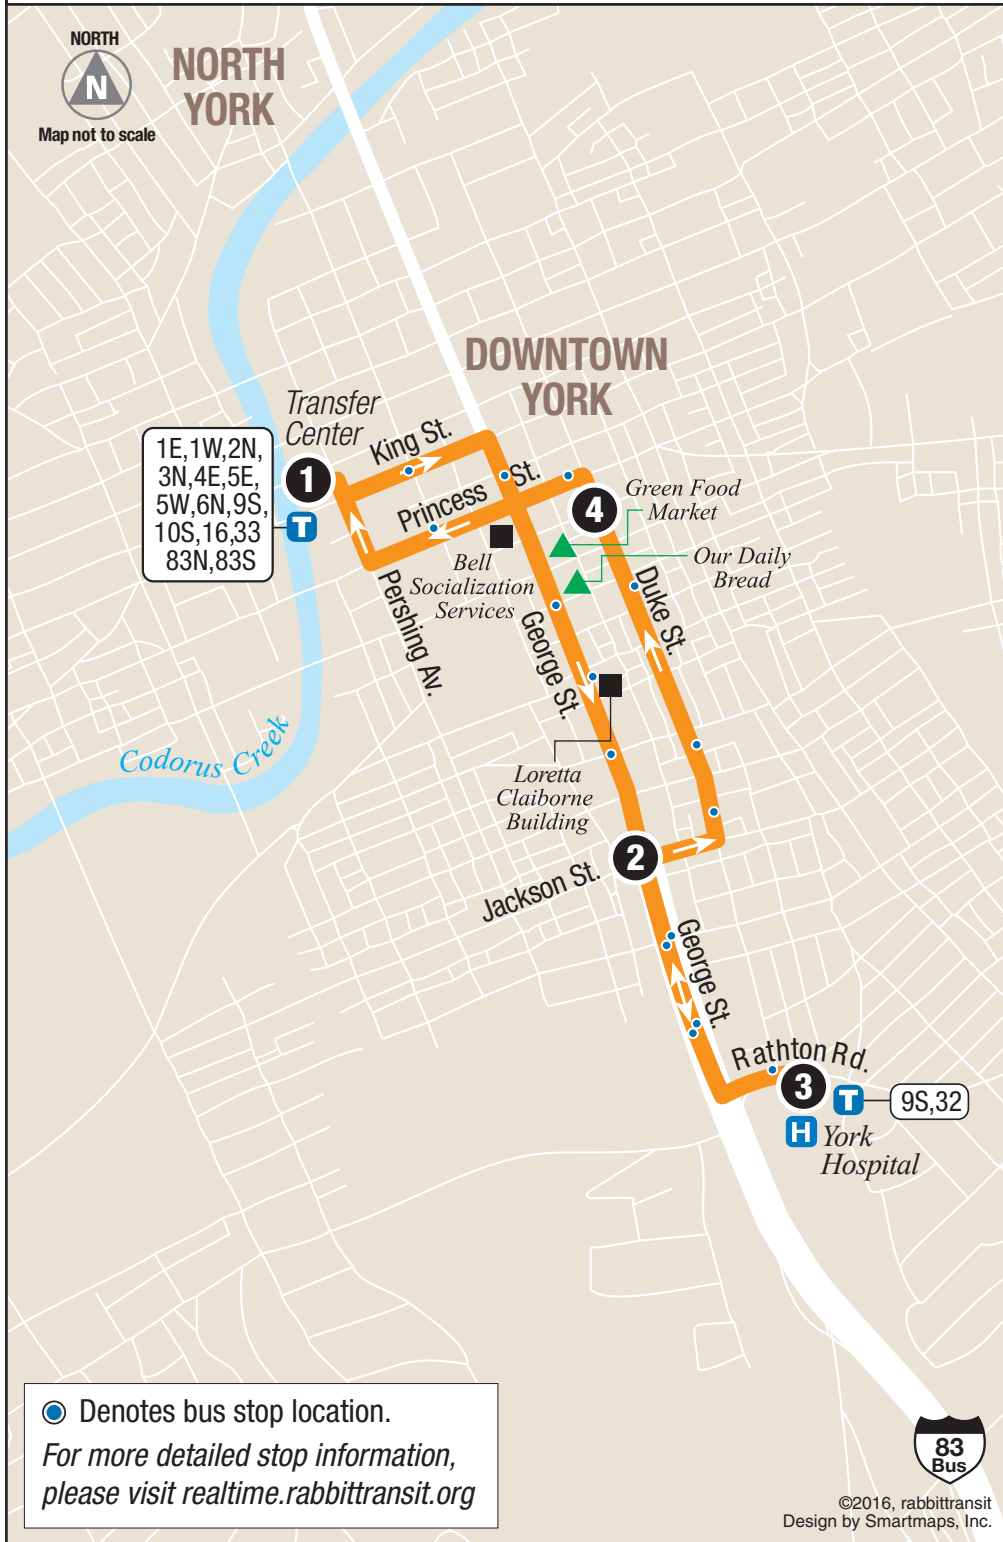 NORTH
N
Map not to scale
NORTH
YORK
DOWNTOWN
YORK
Transfer
Center
1E,1W,2N,
3N,4E,5E,
5W,6N,9S,
10S,16,33
83N,83S
1
T
King St.
Princess St.
4
Green Food
Market
Our Daily
Bread
Bell
Socialization
Services
Pershing Av.
George St.
Duke St.
Codorus Creek
Loretta
Claiborne
Building
2
Jackson St.
George St.
Rathton Rd.
3
T
9S,32
H
York
Hospital
Denotes bus stop location.
For more detailed stop information,
please visit realtime.rabbittransit.org
83
Bus
©2016, rabbittransit
Design by Smartmaps, Inc.